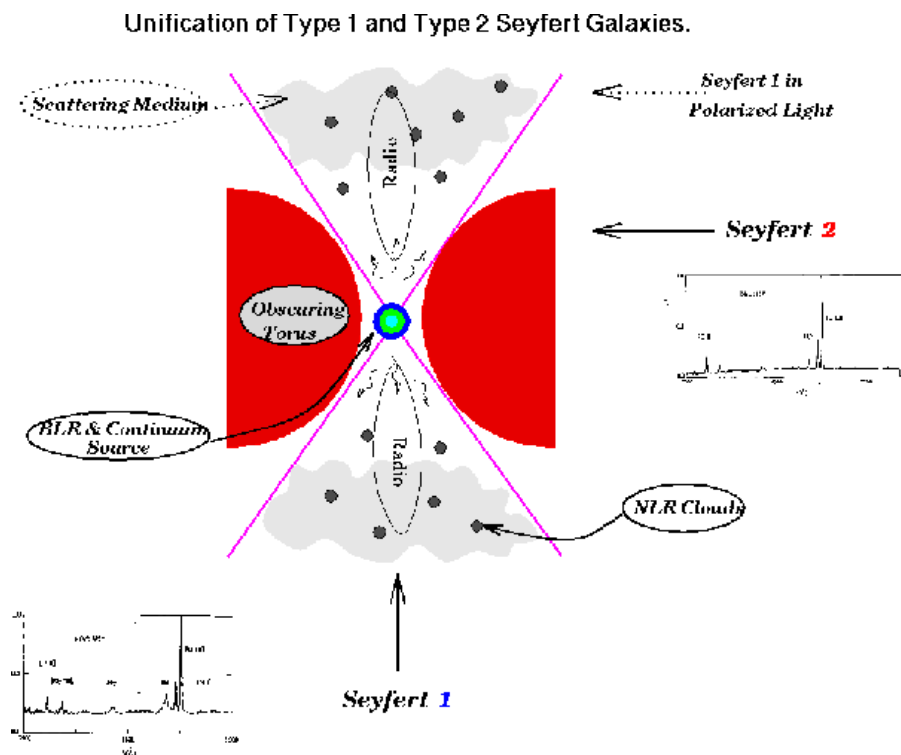 Unification of Type 1 and Type 2 Seyfert Galaxies.
Scattering Medium
Seyfert 1 in
Polarized Light
Radio
Seyfert 2
Obscuring
Torus
BLR & Continuum
Source
Radio
NLR Clouds
Seyfert 1